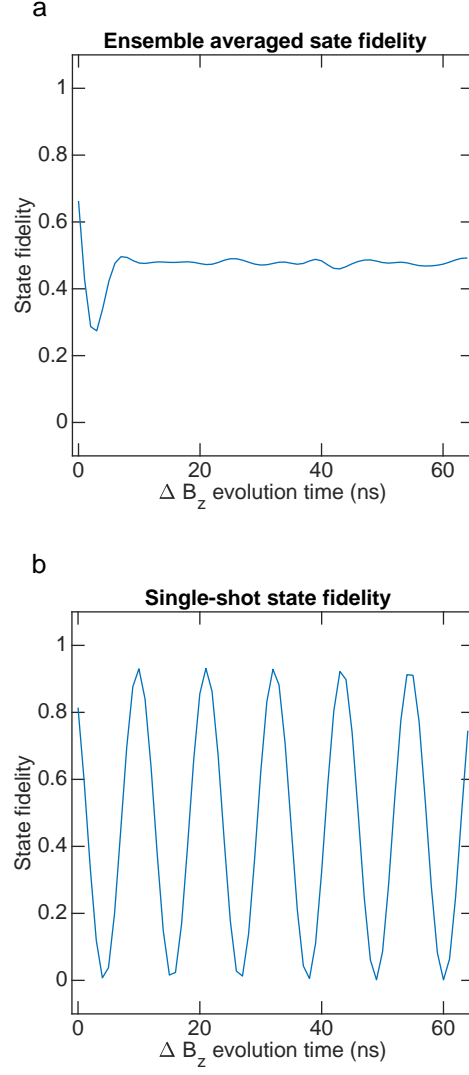 a
Ensemble averaged sate fidelity
1
0.8
0.6
0.4
0.2
0
State fidelity
0 20 40 60
Δ B_z evolution time (ns)
b
Single-shot state fidelity
1
0.8
0.6
0.4
0.2
0
State fidelity
0 20 40 60
Δ B_z evolution time (ns)